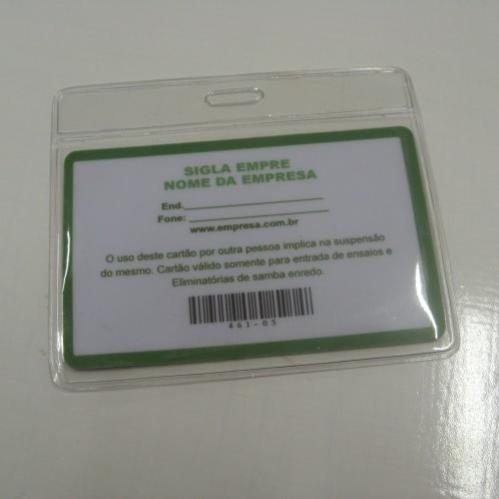 SIGLA EMPRE
NOME DA EMPRESA
End.
Fone:
www.empresa.com.br
O uso deste cartão por outra pessoa implica na suspensão
do mesmo. Cartão válido somente para entrada de ensaios e
Eliminatórias de samba enredo.
461-05